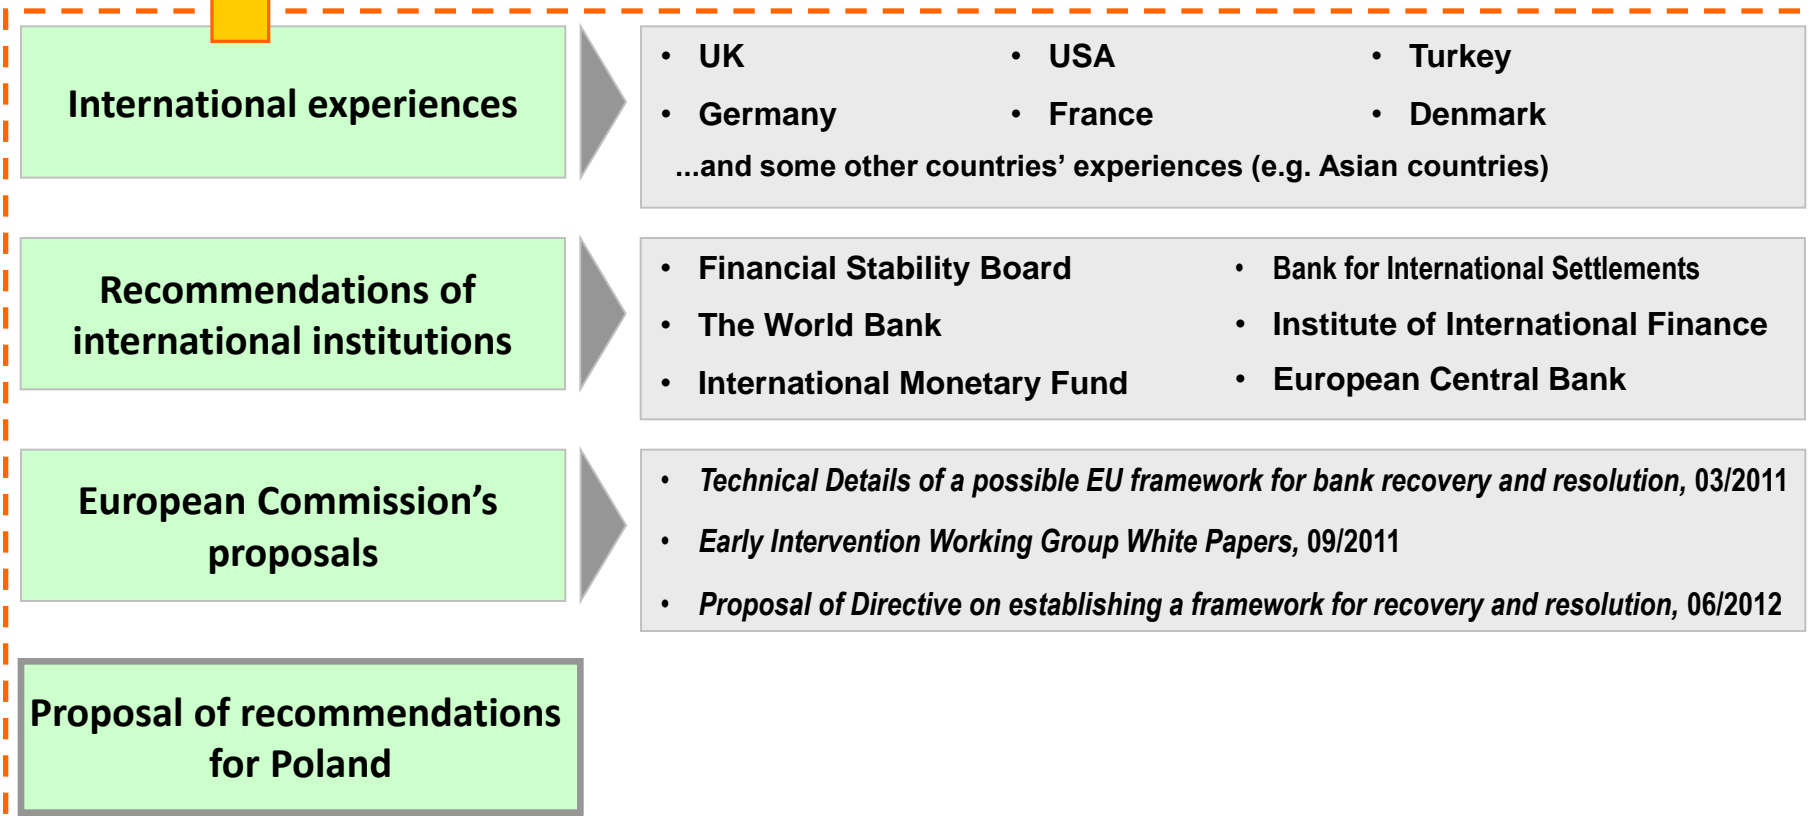 International experiences
• UK • USA • Turkey
• Germany • France • Denmark
...and some other countries’ experiences (e.g. Asian countries)
Recommendations of
international institutions
• Financial Stability Board
• The World Bank
• International Monetary Fund
• Bank for International Settlements
• Institute of International Finance
• European Central Bank
European Commission’s
proposals
• Technical Details of a possible EU framework for bank recovery and resolution, 03/2011
• Early Intervention Working Group White Papers, 09/2011
• Proposal of Directive on establishing a framework for recovery and resolution, 06/2012
Proposal of recommendations
for Poland